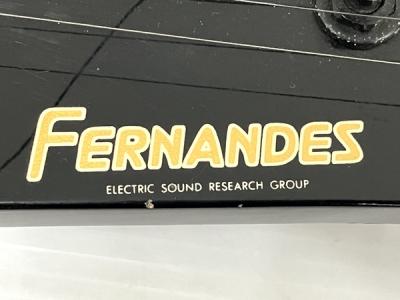 FERNANDES
ELECTRIC SOUND RESEARCH GROUP